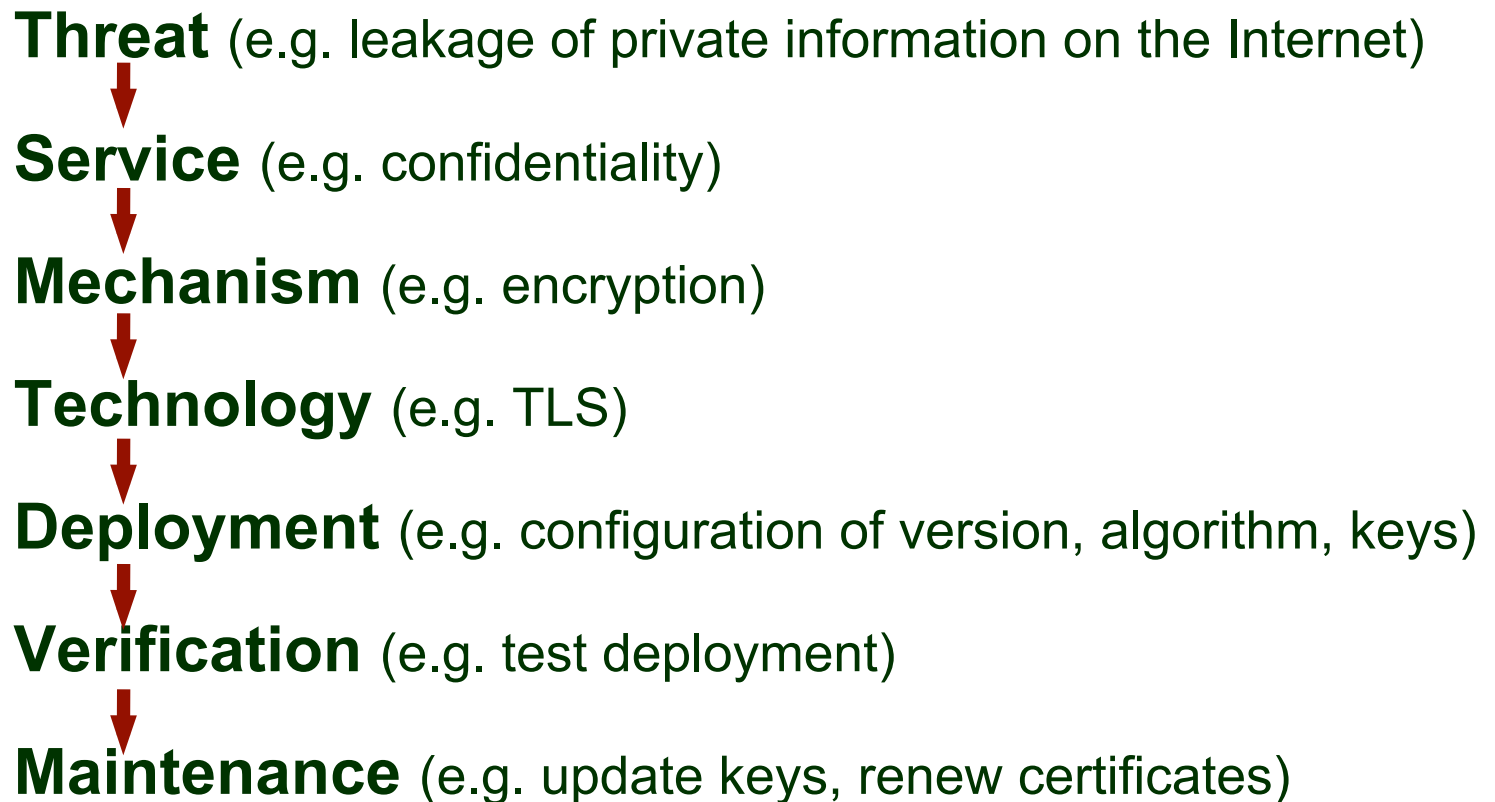 Threat (e.g. leakage of private information on the Internet)
Service (e.g. confidentiality)
Mechanism (e.g. encryption)
Technology (e.g. TLS)
Deployment (e.g. configuration of version, algorithm, keys)
Verification (e.g. test deployment)
Maintenance (e.g. update keys, renew certificates)